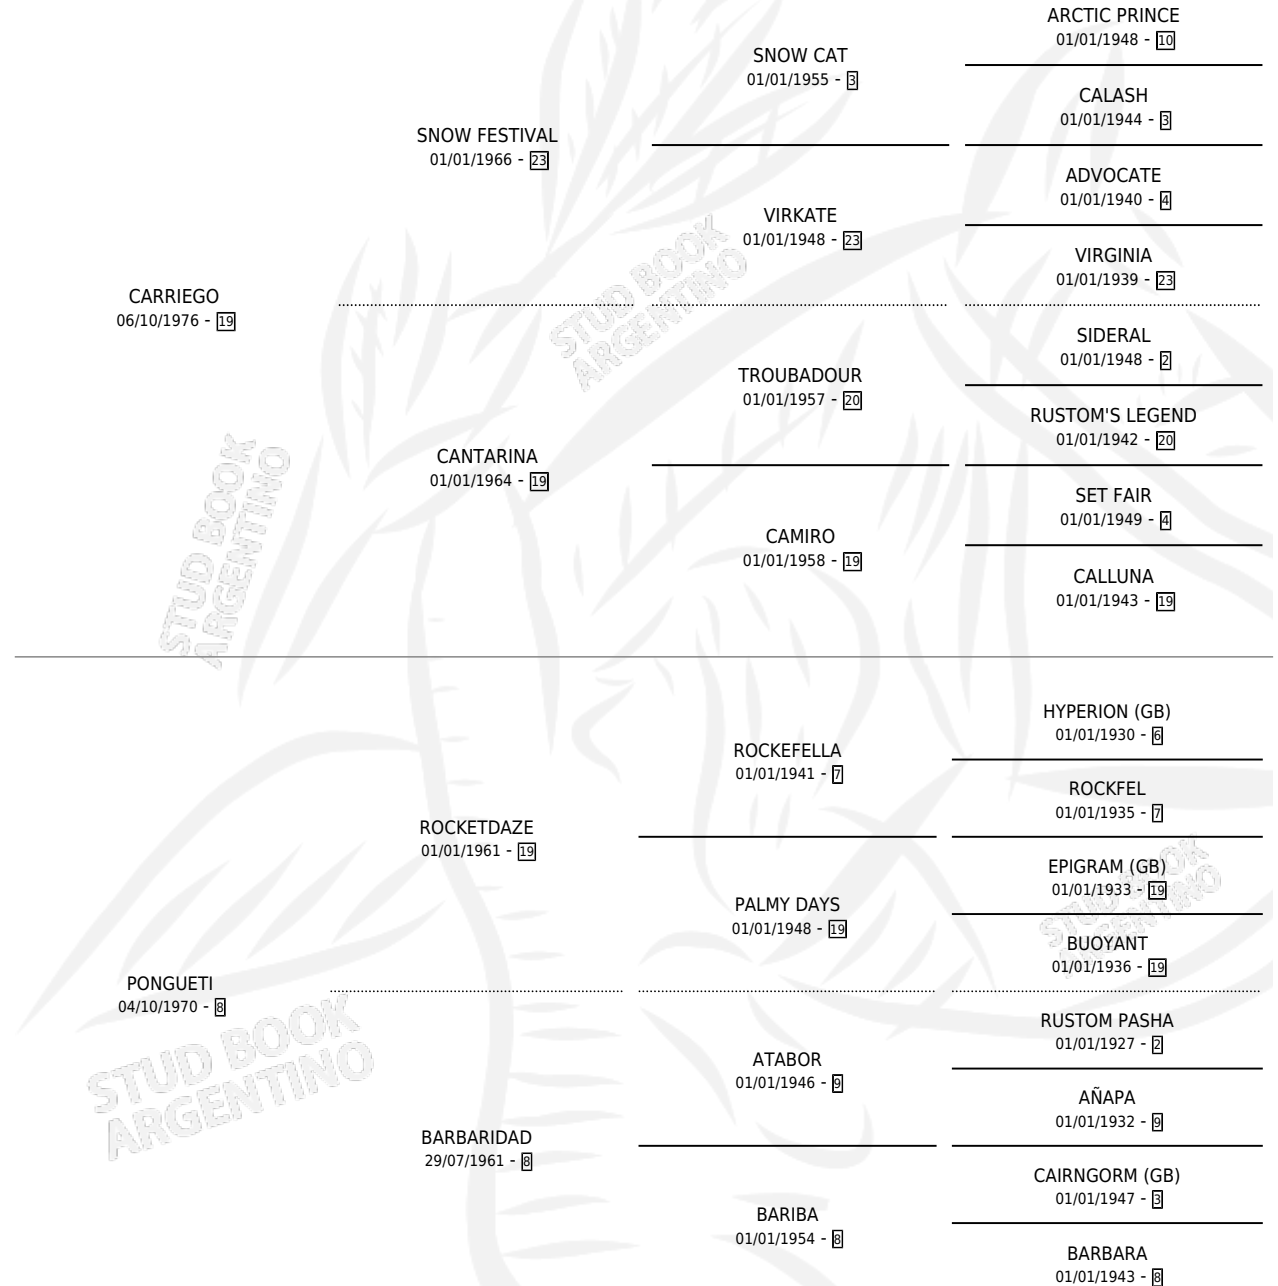 ARCTIC PRINCE
01/01/1948 - 10
SNOW CAT
01/01/1955 - 3
CALASH
01/01/1944 - 3
SNOW FESTIVAL
01/01/1966 - 23
ADVOCATE
01/01/1940 - 4
VIRKATE
01/01/1948 - 23
VIRGINIA
01/01/1939 - 23
CARRIEGO
06/10/1976 - 19
STUD BOOK
ARGENTINO
SIDERAL
01/01/1948 - 2
TROUBADOUR
01/01/1957 - 20
RUSTOM'S LEGEND
01/01/1942 - 20
CANTARINA
01/01/1964 - 19
SET FAIR
01/01/1949 - 4
CAMIRO
01/01/1958 - 19
CALLUNA
01/01/1943 - 19
STUD BOOK
ARGENTINO
HYPERION (GB)
01/01/1930 - 6
ROCKEFELLA
01/01/1941 - 7
ROCKFEL
01/01/1935 - 7
ROCKETDAZE
01/01/1961 - 19
EPIGRAM (GB)
01/01/1933 - 19
PALMY DAYS
01/01/1948 - 19
BUOYANT
01/01/1936 - 19
STUD BOOK
ARGENTINO
PONGUETI
04/10/1970 - 8
RUSTOM PASHA
01/01/1927 - 2
ATABOR
01/01/1946 - 9
AÑAPA
01/01/1932 - 9
STUD BOOK
ARGENTINO
BARBARIDAD
29/07/1961 - 8
CAIRNGORM (GB)
01/01/1947 - 3
BARIBA
01/01/1954 - 8
BARBARA
01/01/1943 - 8